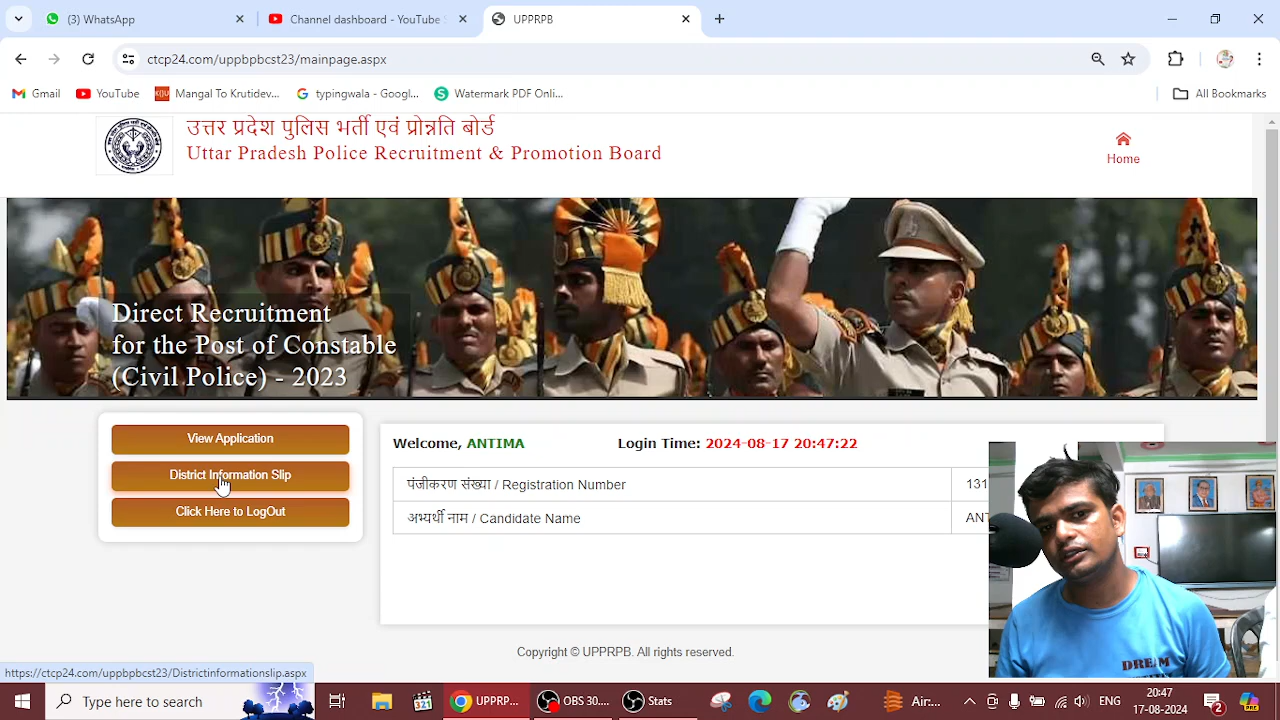 (3) WhatsApp
Channel dashboard - YouTube
UPPRPB
ctcp24.com/uppbpbcst23/mainpage.aspx
Gmail
YouTube
Mangal To Krutidev...
typingwala - Googl...
Watermark PDF Onli...
All Bookmarks
उत्तर प्रदेश पुलिस भर्ती एवं प्रोन्नति बोर्ड
Uttar Pradesh Police Recruitment & Promotion Board
Home
Direct Recruitment
for the Post of Constable
(Civil Police) - 2023
View Application
District Information Slip
Click Here to LogOut
Welcome, ANTIMA
Login Time: 2024-08-17 20:47:22
पंजीकरण संख्या / Registration Number
131
अभ्यर्थी नाम / Candidate Name
ANT
Copyright © UPPRPB. All rights reserved.
DREAM
https://ctcp24.com/uppbpbcst23/Districtinformationslip.aspx
Type here to search
UPPRP...
OBS 30....
Stats
Air...
ENG
20:47
17-08-2024
2